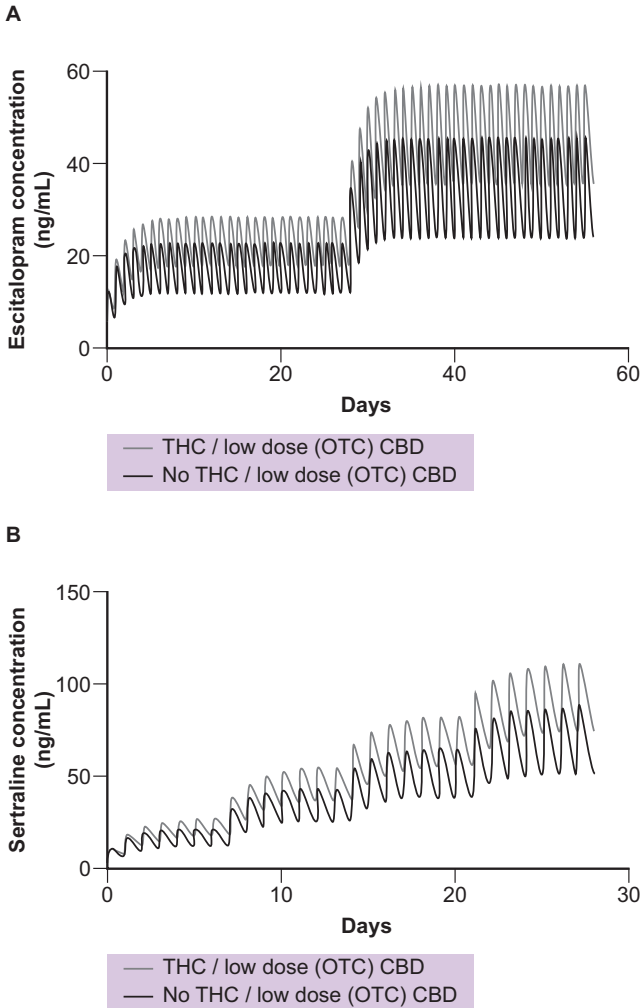 A
Escitalopram concentration
(ng/mL)
60
40
20
0
0 20 40 60
Days
THC / low dose (OTC) CBD
No THC / low dose (OTC) CBD
B
Sertraline concentration
(ng/mL)
150
100
50
0
0 10 20 30
Days
THC / low dose (OTC) CBD
No THC / low dose (OTC) CBD